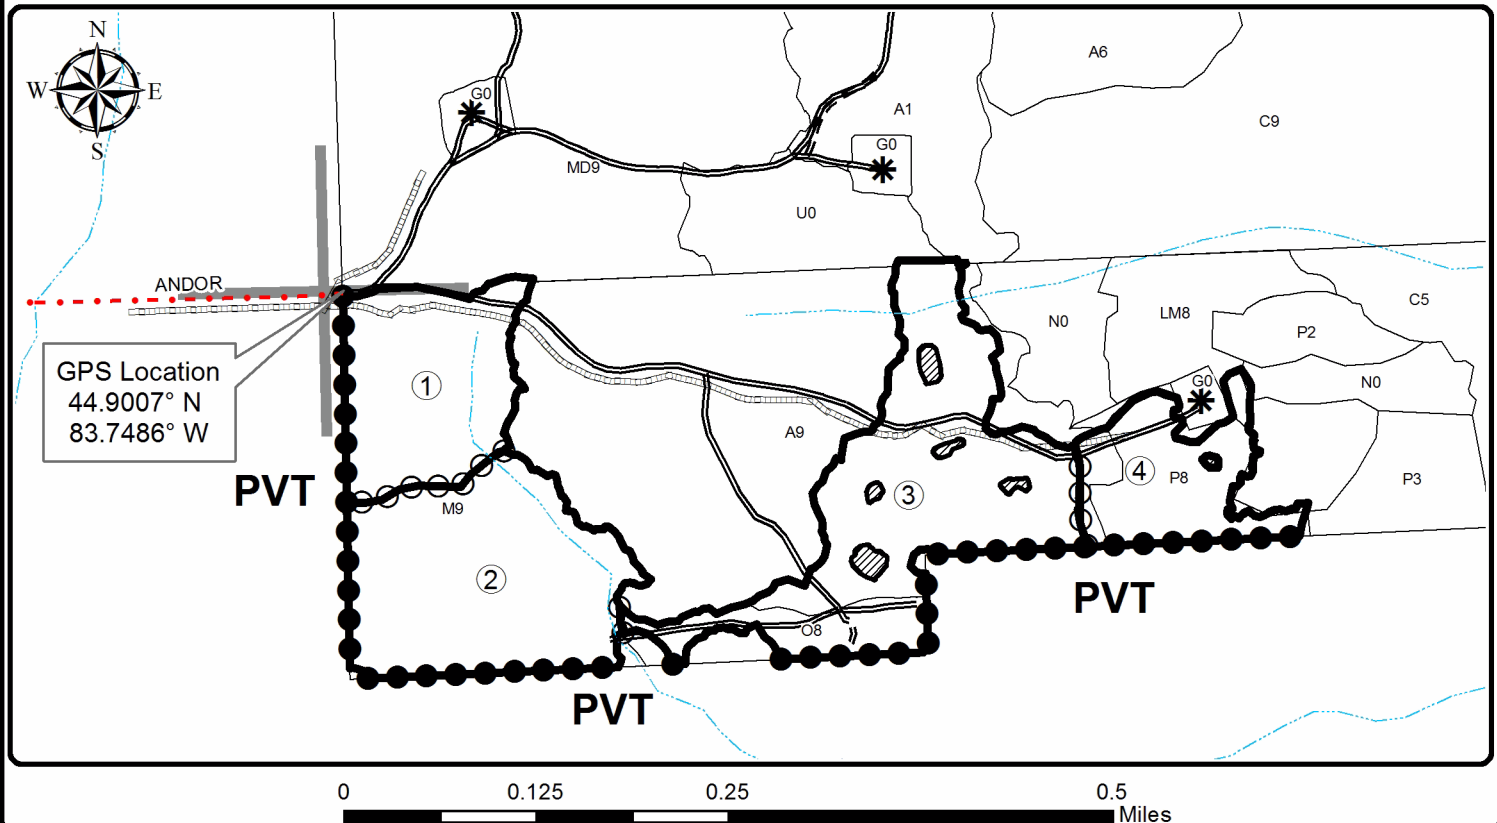 N
W E
S
A6
G0
A1
C9
G0
MD9
U0
ANDOR
C5
LM8
N0
P2
GPS Location
44.9007° N
83.7486° W
1
G0
N0
A9
4
P8
P3
PVT
3
M9
2
PVT
O8
PVT
0 0.125 0.25 0.5
Miles